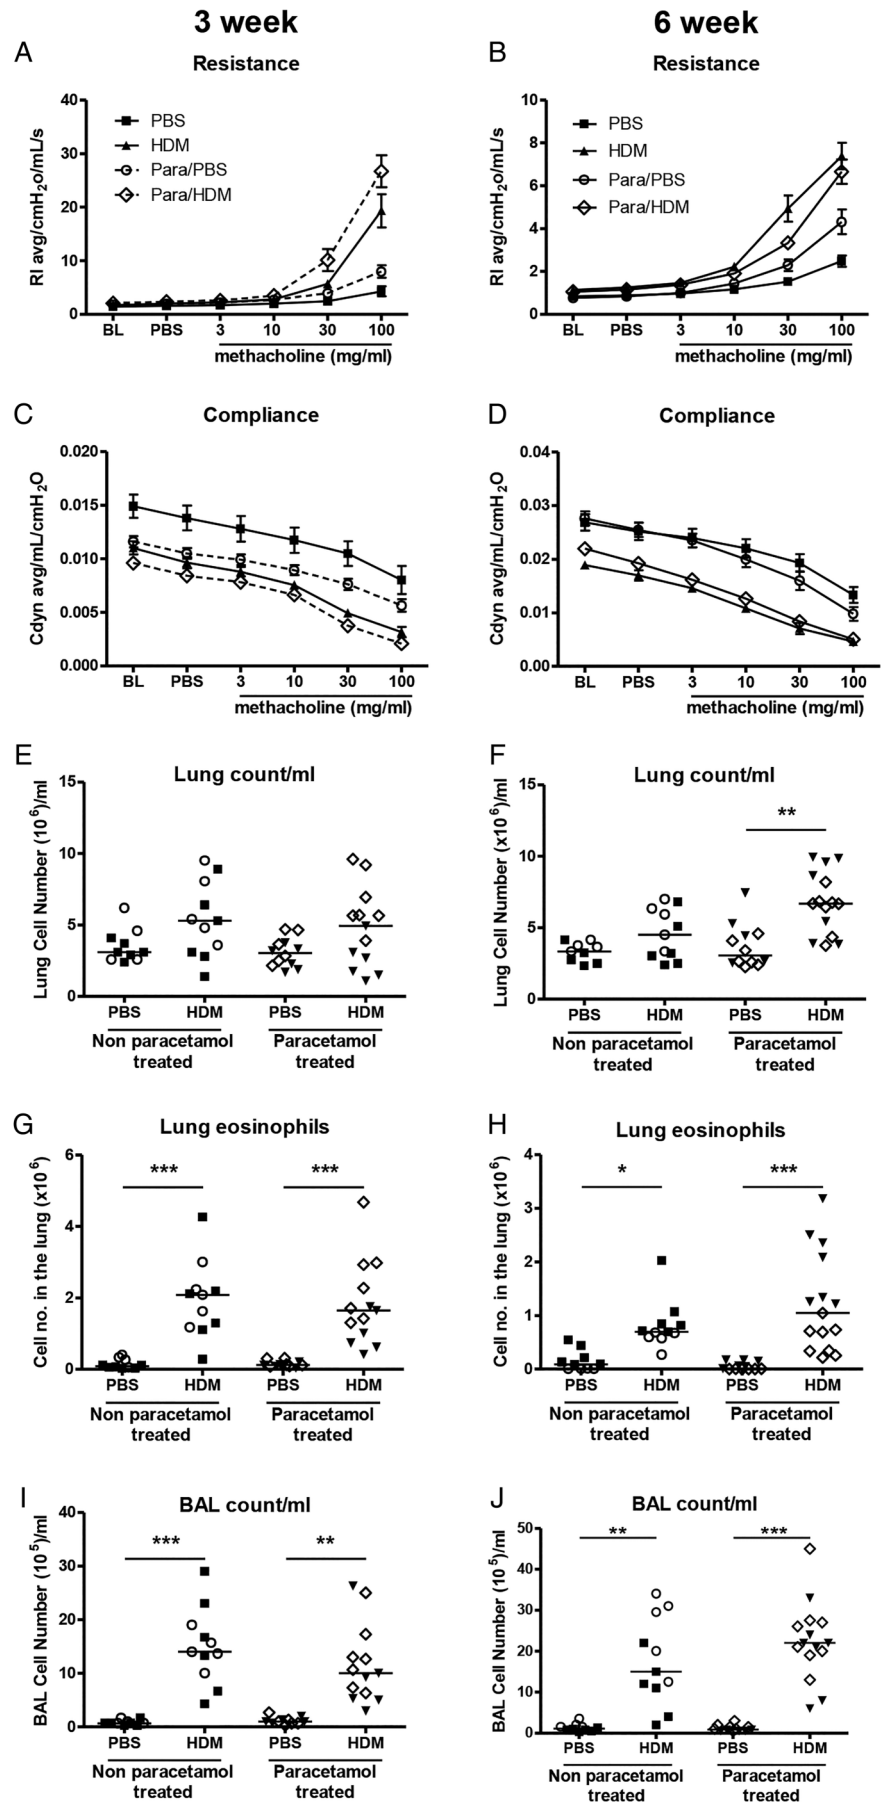 3 week
6 week
A
Resistance
RI avg/cmH2o/mL/s
40
30
20
10
0
PBS
HDM
Para/PBS
Para/HDM
BL PBS 3 10 30 100
methacholine (mg/ml)
B
Resistance
RI avg/cmH2o/mL/s
10
8
6
4
2
0
PBS
HDM
Para/PBS
Para/HDM
BL PBS 3 10 30 100
methacholine (mg/ml)
C
Compliance
Cdyn avg/mL/cmH2O
0.020
0.015
0.010
0.005
0.000
BL PBS 3 10 30 100
methacholine (mg/ml)
D
Compliance
Cdyn avg/mL/cmH2O
0.04
0.03
0.02
0.01
0.00
BL PBS 3 10 30 100
methacholine (mg/ml)
E
Lung count/ml
Lung Cell Number (10^6)/ml
15
10
5
0
PBS HDM PBS HDM
Non paracetamol Paracetamol
treated treated
F
Lung count/ml
Lung Cell Number (x10^6)/ml
15
10
5
0
**
PBS HDM PBS HDM
Non paracetamol Paracetamol
treated treated
G
Lung eosinophils
Cell no. in the lung (x10^6)
6
4
2
0
*** ***
PBS HDM PBS HDM
Non paracetamol Paracetamol
treated treated
H
Lung eosinophils
Cell no. in the lung (x10^6)
4
3
2
1
0
* ***
PBS HDM PBS HDM
Non paracetamol Paracetamol
treated treated
I
BAL count/ml
BAL Cell Number (10^5)/ml
40
30
20
10
0
*** **
PBS HDM PBS HDM
Non paracetamol Paracetamol
treated treated
J
BAL count/ml
BAL Cell Number (10^5)/ml
50
40
30
20
10
0
** ***
PBS HDM PBS HDM
Non paracetamol Paracetamol
treated treated